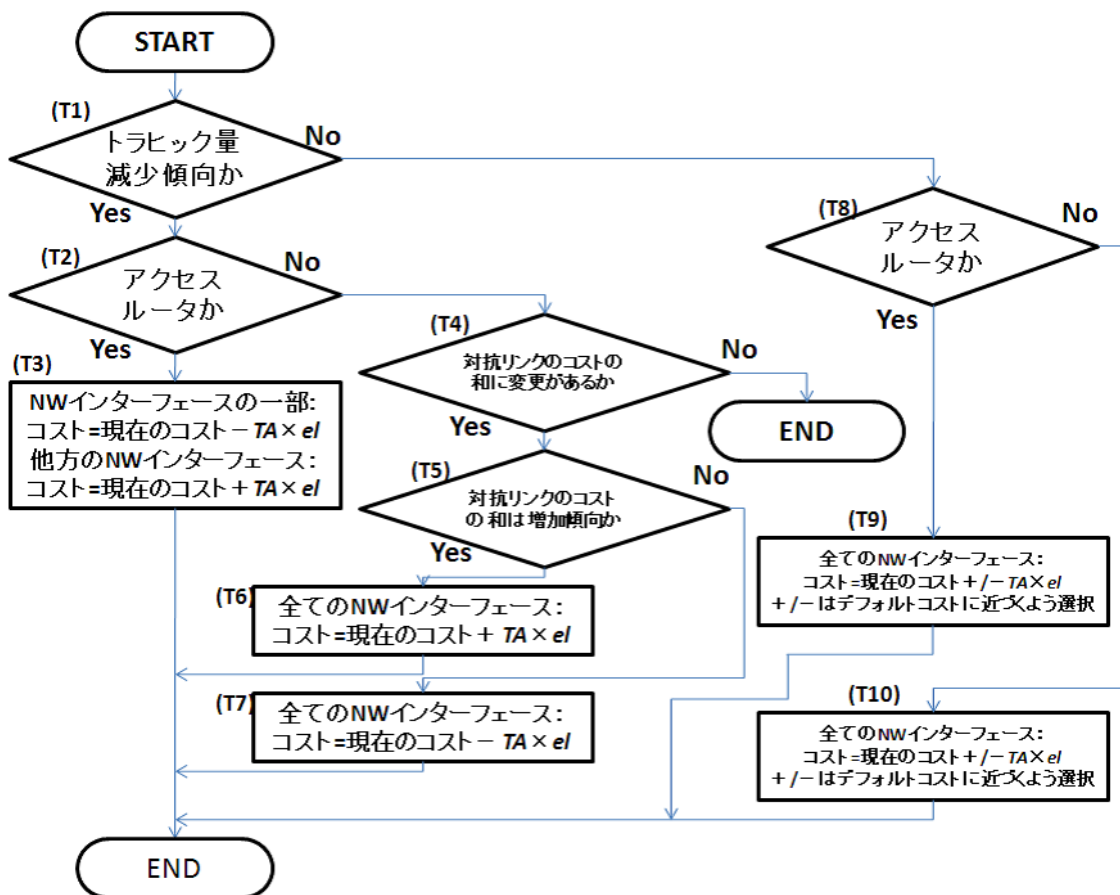 START
(T1)
トラヒック量
減少傾向か
No
Yes
(T2)
アクセス
ルータか
No
Yes
(T3)
NWインターフェースの一部:
コスト=現在のコスト－TA×el
他方のNWインターフェース:
コスト=現在のコスト＋TA×el
(T4)
対抗リンクのコストの
和に変更があるか
No
Yes
END
(T5)
対抗リンクのコスト
の 和は 増加傾向か
No
Yes
(T6)
全てのNWインターフェース:
コスト=現在のコスト＋ TA×el
(T7)
全てのNWインターフェース:
コスト=現在のコスト－ TA×el
(T8)
アクセス
ルータか
No
Yes
(T9)
全てのNWインターフェース:
コスト=現在のコスト＋/－TA×el
＋/－はデフォルトコストに近づくよう選択
(T10)
全てのNWインターフェース:
コスト=現在のコスト＋/－TA×el
＋/－はデフォルトコストに近づくよう選択
END